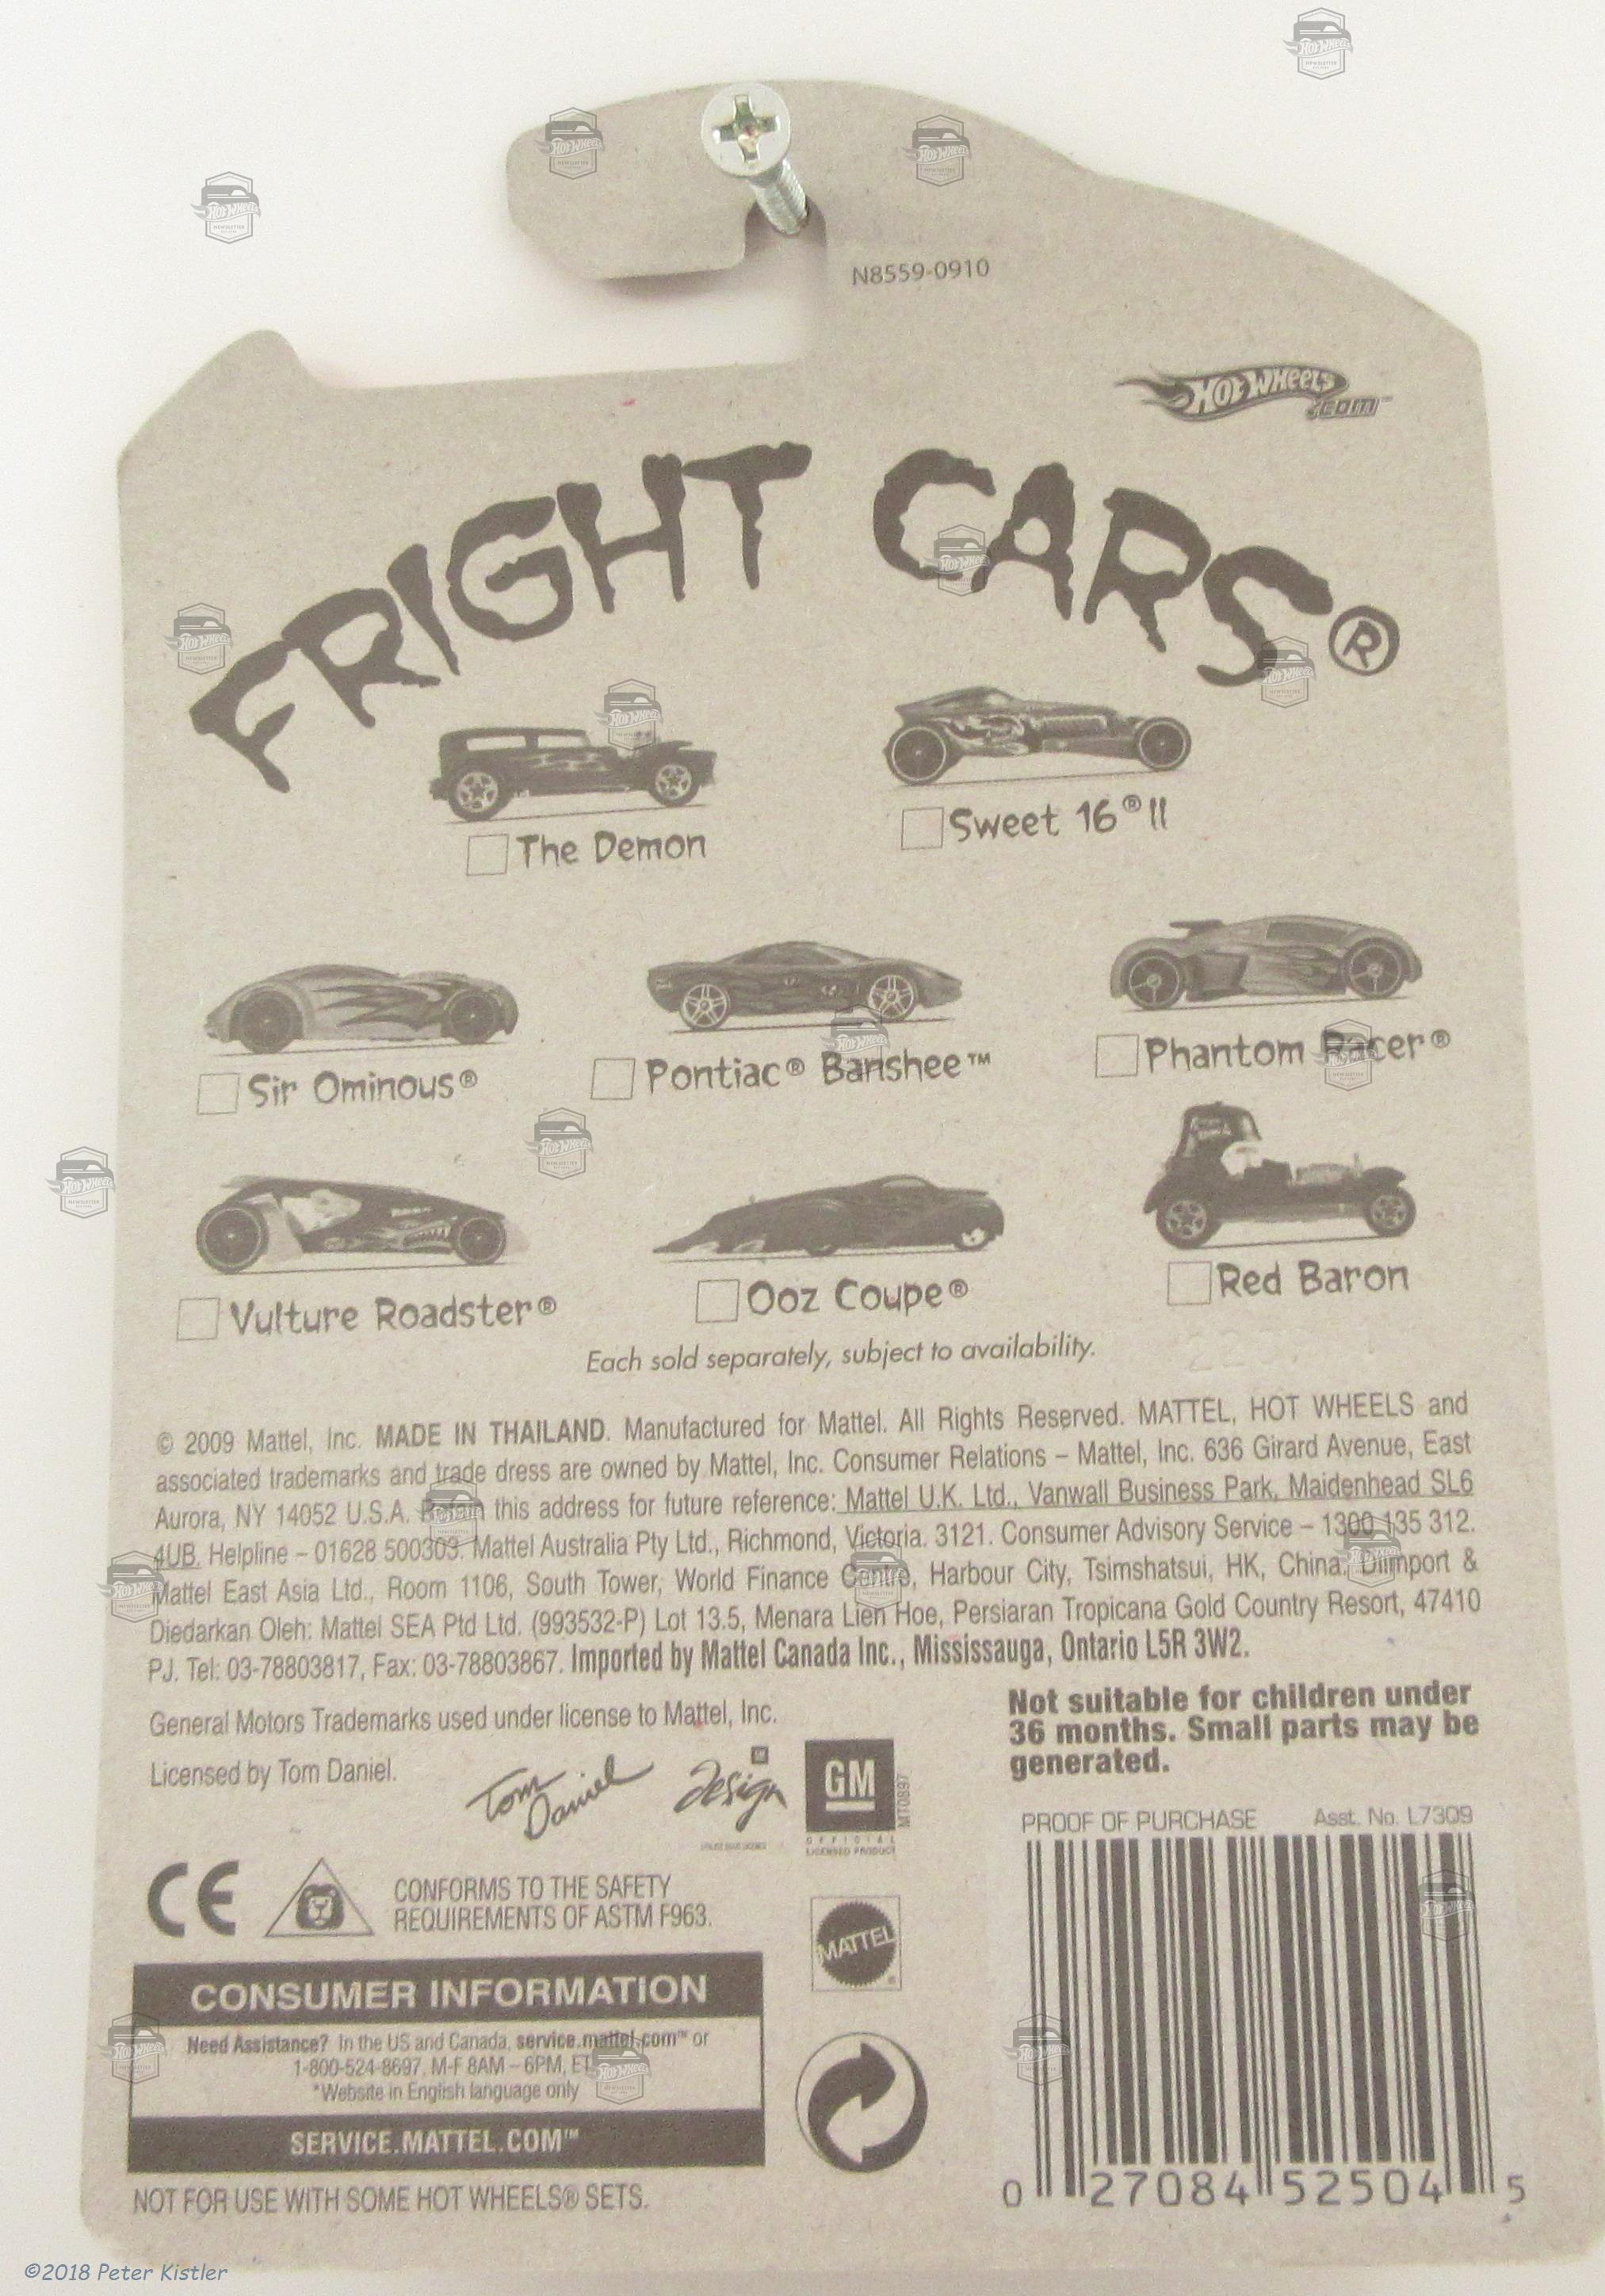 N8559-0910
HOT WHEELS
.COM™
FRIGHT CARS®
The Demon
Sweet 16® II
Sir Ominous®
Pontiac® Banshee™
Phantom Racer®
Vulture Roadster®
Ooz Coupe®
Red Baron
Each sold separately, subject to availability.
© 2009 Mattel, Inc. MADE IN THAILAND. Manufactured for Mattel. All Rights Reserved. MATTEL, HOT WHEELS and
associated trademarks and trade dress are owned by Mattel, Inc. Consumer Relations – Mattel, Inc. 636 Girard Avenue, East
Aurora, NY 14052 U.S.A. Retain this address for future reference: Mattel U.K. Ltd., Vanwall Business Park, Maidenhead SL6
4UB. Helpline – 01628 500303. Mattel Australia Pty Ltd., Richmond, Victoria. 3121. Consumer Advisory Service – 1300 135 312.
Mattel East Asia Ltd., Room 1106, South Tower, World Finance Centre, Harbour City, Tsimshatsui, HK, China. Diimport &
Diedarkan Oleh: Mattel SEA Ptd Ltd. (993532-P) Lot 13.5, Menara Lien Hoe, Persiaran Tropicana Gold Country Resort, 47410
PJ. Tel: 03-78803817, Fax: 03-78803867. Imported by Mattel Canada Inc., Mississauga, Ontario L5R 3W2.
General Motors Trademarks used under license to Mattel, Inc.
Licensed by Tom Daniel.
Tom
Daniel
GM
design
GM
OFFICIAL
LICENSED PRODUCT
MT0897
Not suitable for children under
36 months. Small parts may be
generated.
PROOF OF PURCHASE Asst. No. L7309
CE
CONFORMS TO THE SAFETY
REQUIREMENTS OF ASTM F963.
MATTEL
CONSUMER INFORMATION
Need Assistance? In the US and Canada, service.mattel.com™ or
1-800-524-8697, M-F 8AM – 6PM, ET
*Website in English language only
SERVICE.MATTEL.COM™
NOT FOR USE WITH SOME HOT WHEELS® SETS.
0 27084 52504 5
©2018 Peter Kistler